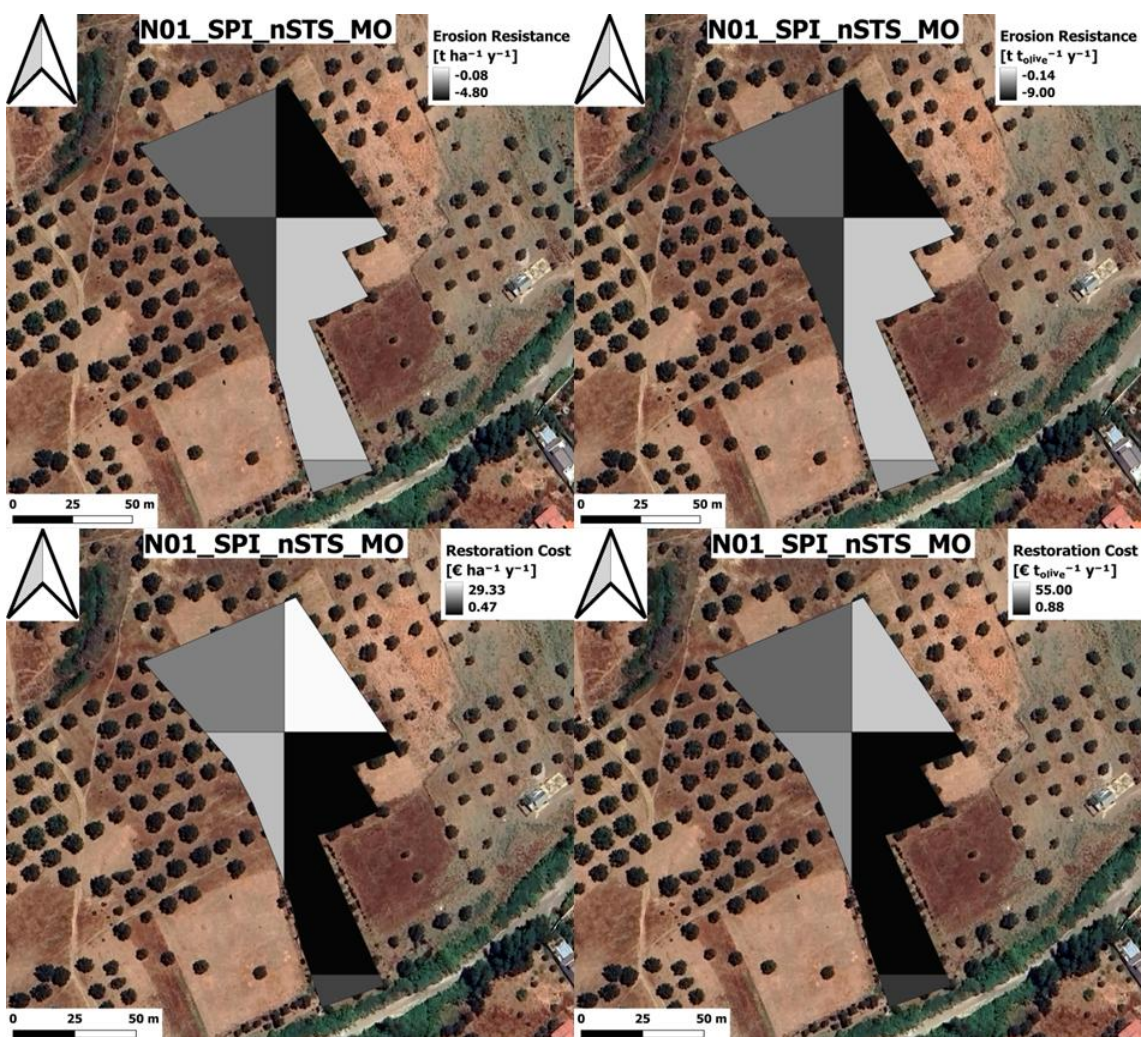 N01_SPI_nSTS_MO
Erosion Resistance
[t ha⁻¹ y⁻¹]
-0.08
-4.80
0 25 50 m
N01_SPI_nSTS_MO
Erosion Resistance
[t tolive⁻¹ y⁻¹]
-0.14
-9.00
0 25 50 m
N01_SPI_nSTS_MO
Restoration Cost
[€ ha⁻¹ y⁻¹]
29.33
0.47
0 25 50 m
N01_SPI_nSTS_MO
Restoration Cost
[€ tolive⁻¹ y⁻¹]
55.00
0.88
0 25 50 m